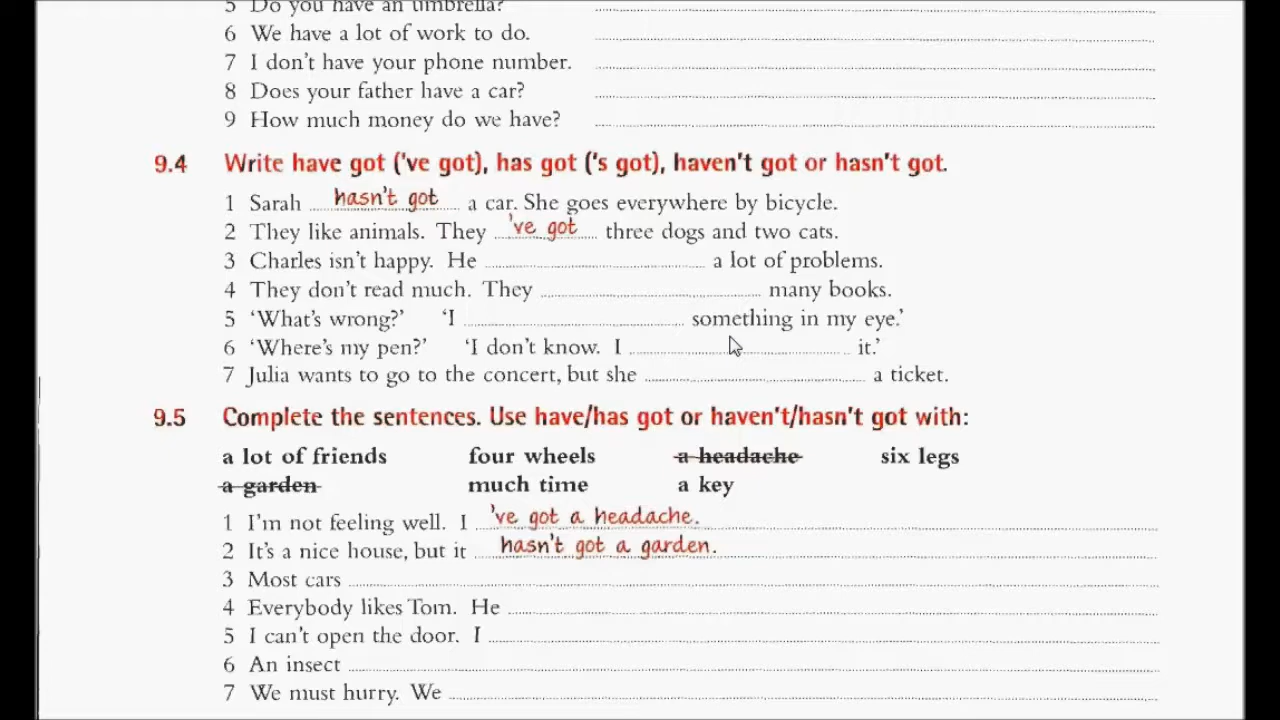 5 Do you have an umbrella?
6 We have a lot of work to do.
7 I don't have your phone number.
8 Does your father have a car?
9 How much money do we have?
9.4 Write have got ('ve got), has got ('s got), haven't got or hasn't got.
1 Sarah hasn't got a car. She goes everywhere by bicycle.
2 They like animals. They 've got three dogs and two cats.
3 Charles isn't happy. He ........ a lot of problems.
4 They don't read much. They ........ many books.
5 'What's wrong?' 'I ........ something in my eye.'
6 'Where's my pen?' 'I don't know. I ........ it.'
7 Julia wants to go to the concert, but she ........ a ticket.
9.5 Complete the sentences. Use have/has got or haven't/hasn't got with:
a lot of friends four wheels a headache six legs
a garden much time a key
1 I'm not feeling well. I 've got a headache.
2 It's a nice house, but it hasn't got a garden.
3 Most cars
4 Everybody likes Tom. He
5 I can't open the door. I
6 An insect
7 We must hurry. We